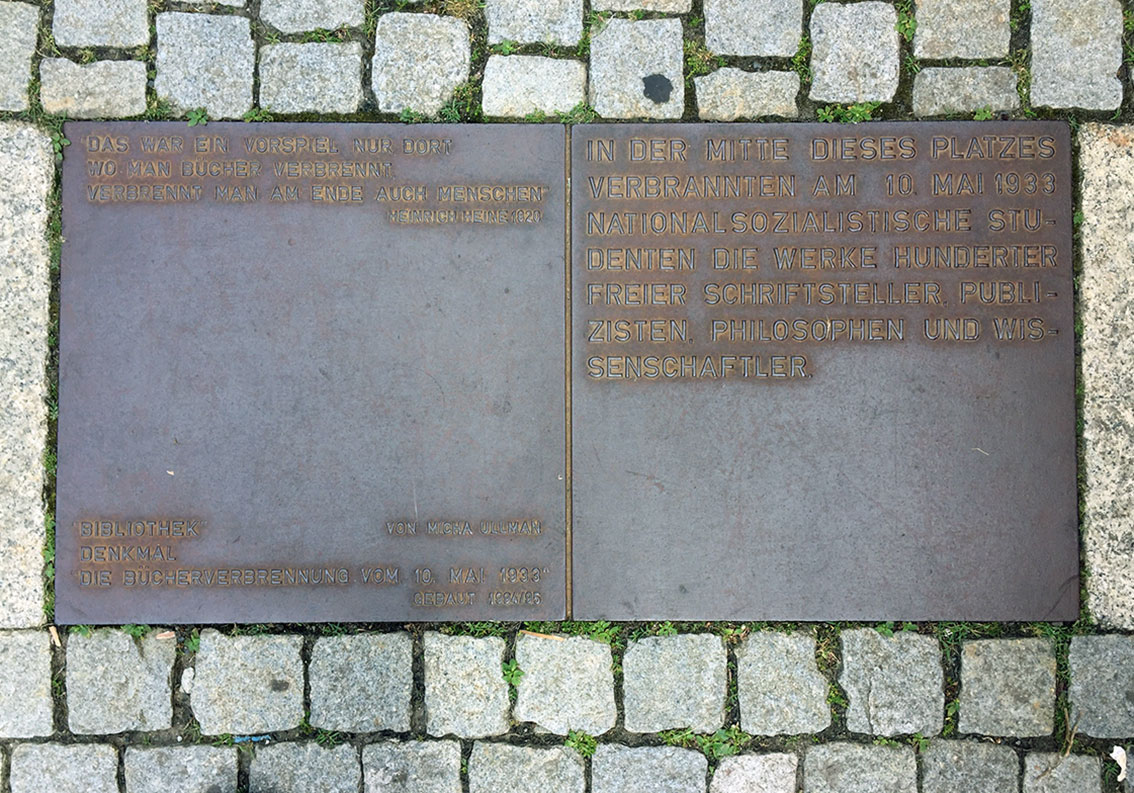 "DAS WAR EIN VORSPIEL NUR DORT
WO MAN BÜCHER VERBRENNT
VERBRENNT MAN AM ENDE AUCH MENSCHEN"
HEINRICH HEINE 1820
"BIBLIOTHEK" VON MICHA ULLMAN
DENKMAL
"DIE BÜCHERVERBRENNUNG VOM 10. MAI 1933"
GEBAUT 1994/95
IN DER MITTE DIESES PLATZES
VERBRANNTEN AM 10. MAI 1933
NATIONALSOZIALISTISCHE STU-
DENTEN DIE WERKE HUNDERTER
FREIER SCHRIFTSTELLER, PUBLI-
ZISTEN, PHILOSOPHEN UND WIS-
SENSCHAFTLER.